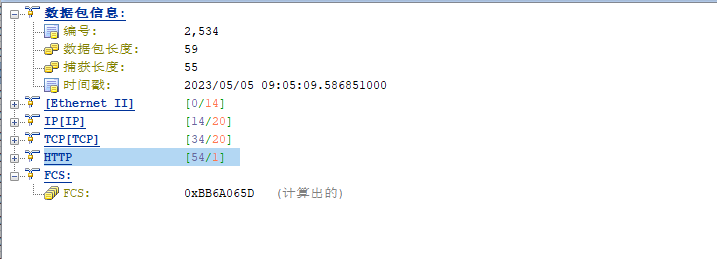 数据包信息:
编号: 2,534
数据包长度: 59
捕获长度: 55
时间戳: 2023/05/05 09:05:09.586851000
[Ethernet II] [0/14]
IP[IP] [14/20]
TCP[TCP] [34/20]
HTTP [54/1]
FCS:
FCS: 0xBB6A065D (计算出的)